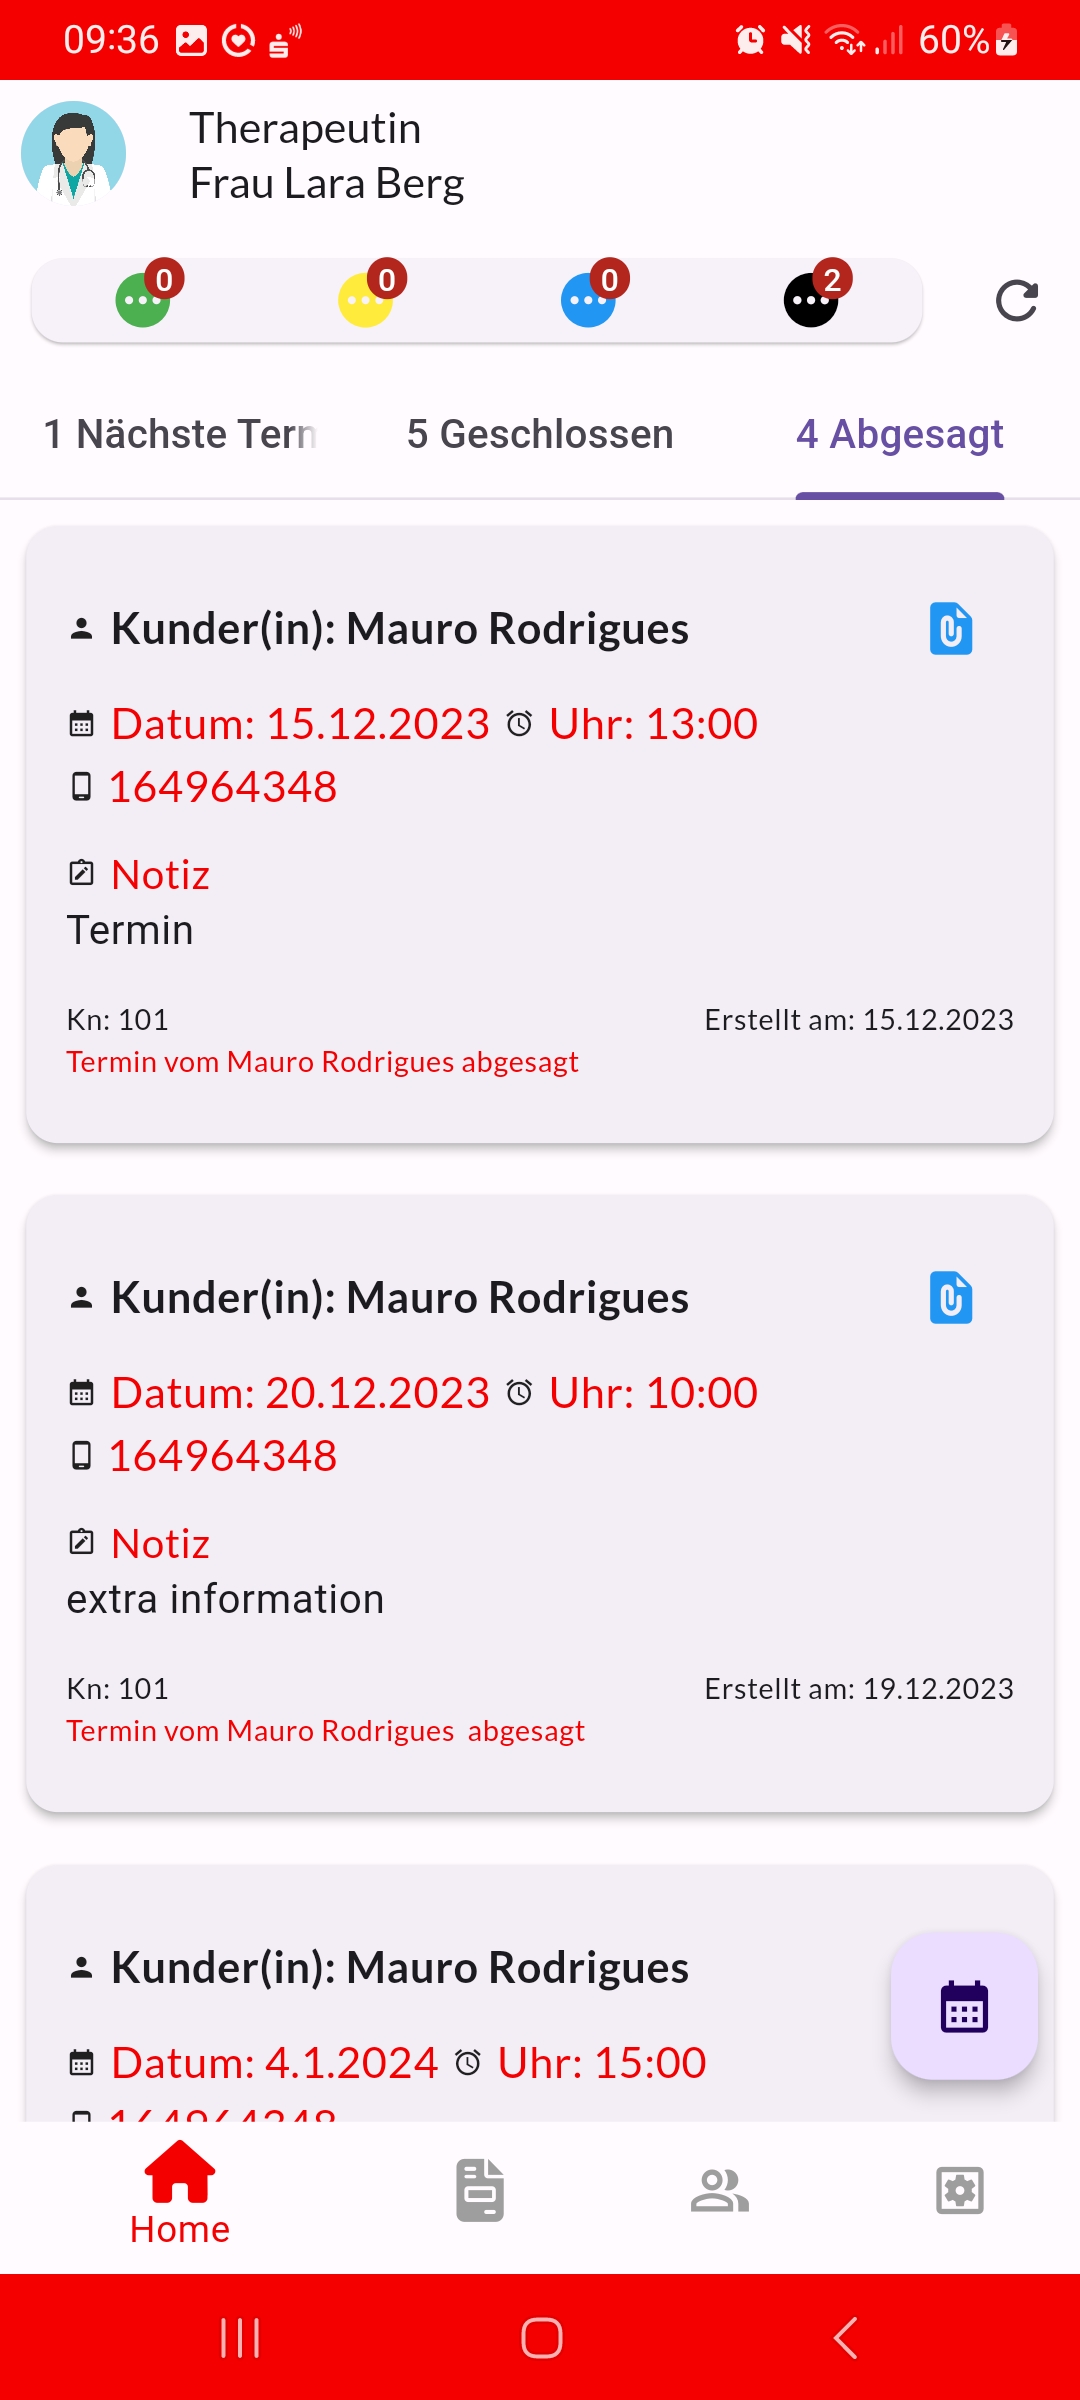 09:36
60%
Therapeutin
Frau Lara Berg
0
0
0
2
1 Nächste Tern
5 Geschlossen
4 Abgesagt
Kunder(in): Mauro Rodrigues
Datum: 15.12.2023 Uhr: 13:00
164964348
Notiz
Termin
Kn: 101
Erstellt am: 15.12.2023
Termin vom Mauro Rodrigues abgesagt
Kunder(in): Mauro Rodrigues
Datum: 20.12.2023 Uhr: 10:00
164964348
Notiz
extra information
Kn: 101
Erstellt am: 19.12.2023
Termin vom Mauro Rodrigues  abgesagt
Kunder(in): Mauro Rodrigues
Datum: 4.1.2024 Uhr: 15:00
164964348
Home